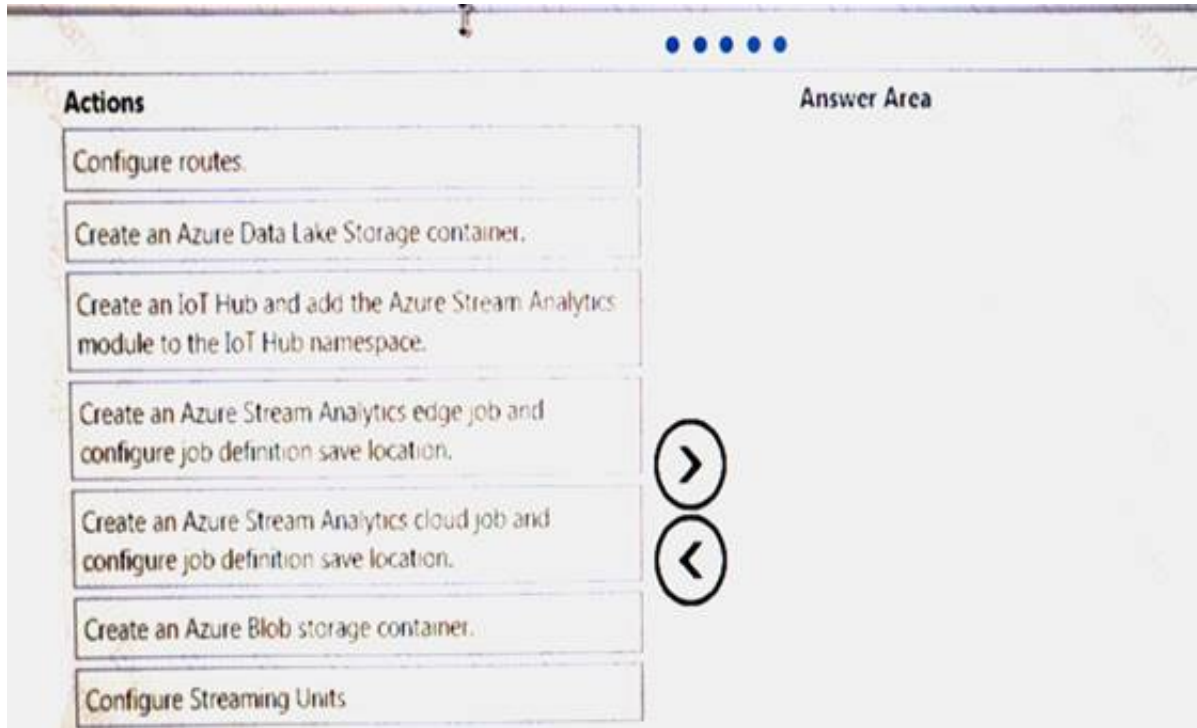 Actions
Answer Area
Configure routes.
Create an Azure Data Lake Storage container.
Create an IoT Hub and add the Azure Stream Analytics
module to the IoT Hub namespace.
Create an Azure Stream Analytics edge job and
configure job definition save location.
Create an Azure Stream Analytics cloud job and
configure job definition save location.
Create an Azure Blob storage container.
Configure Streaming Units